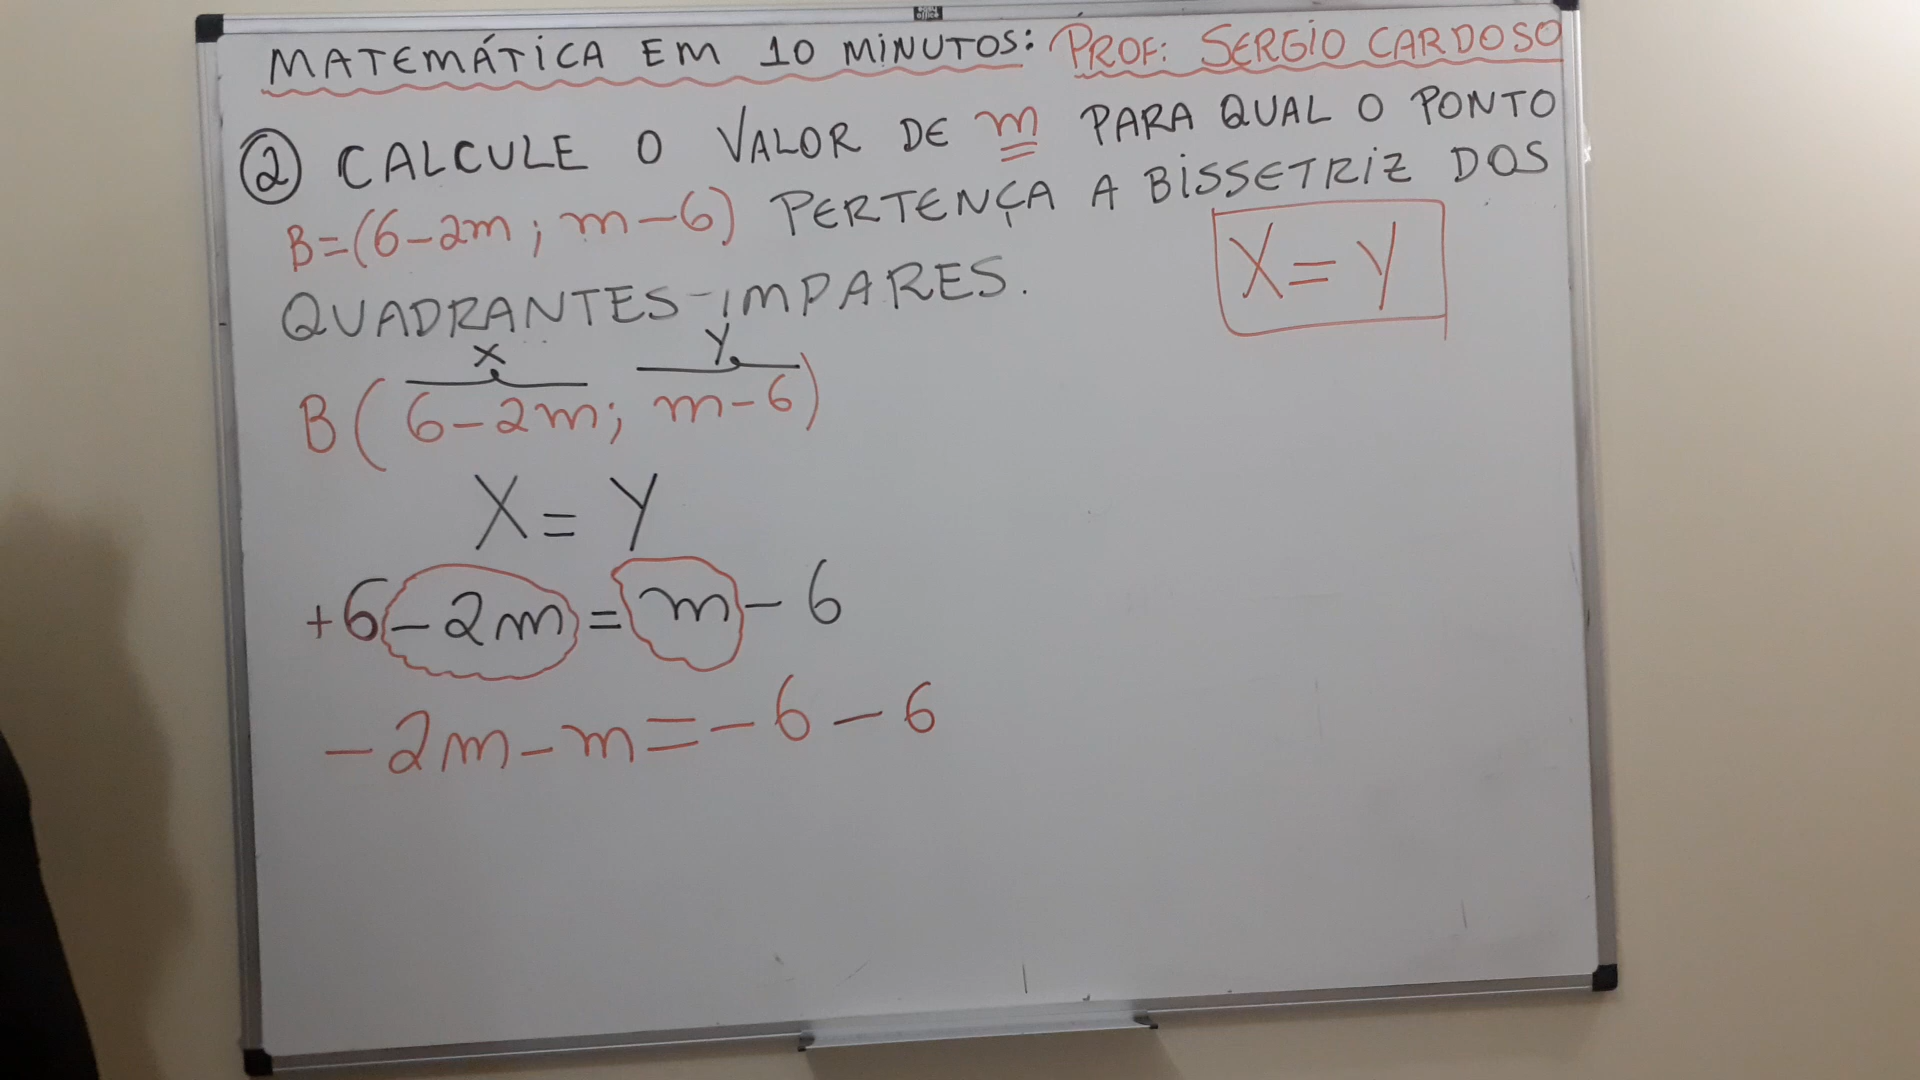 MATEMÁTICA EM 10 MINUTOS: PROF: SERGIO CARDOSO
② CALCULE O VALOR DE m PARA QUAL O PONTO
B=(6-2m; m-6) PERTENÇA A BISSETRIZ DOS
QUADRANTES IMPARES.
X=Y
x y
B(6-2m; m-6)
X=Y
+6-2m=m-6
-2m-m=-6-6